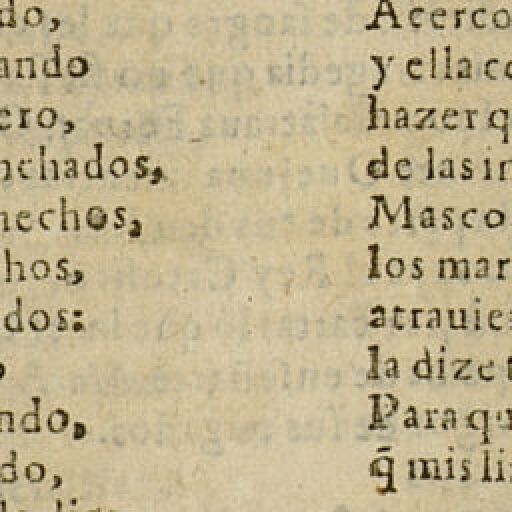 do,
ando
ero,
nchados,
hechos,
hos,
dos:
ndo,
do,
Acerco
y ella co
hazer q
de las in
Masco
los mar
atrauie
la dize t
Para qu
q̃ mis li